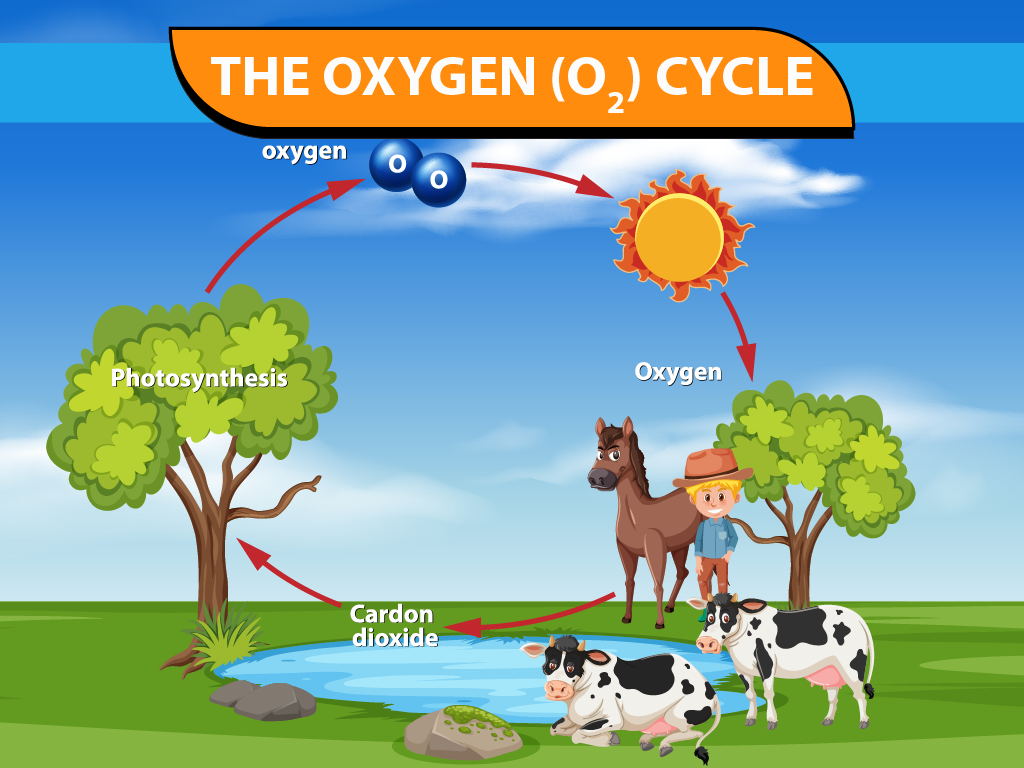 THE OXYGEN (O₂) CYCLE
oxygen
O
O
Oxygen
Photosynthesis
Cardon
dioxide